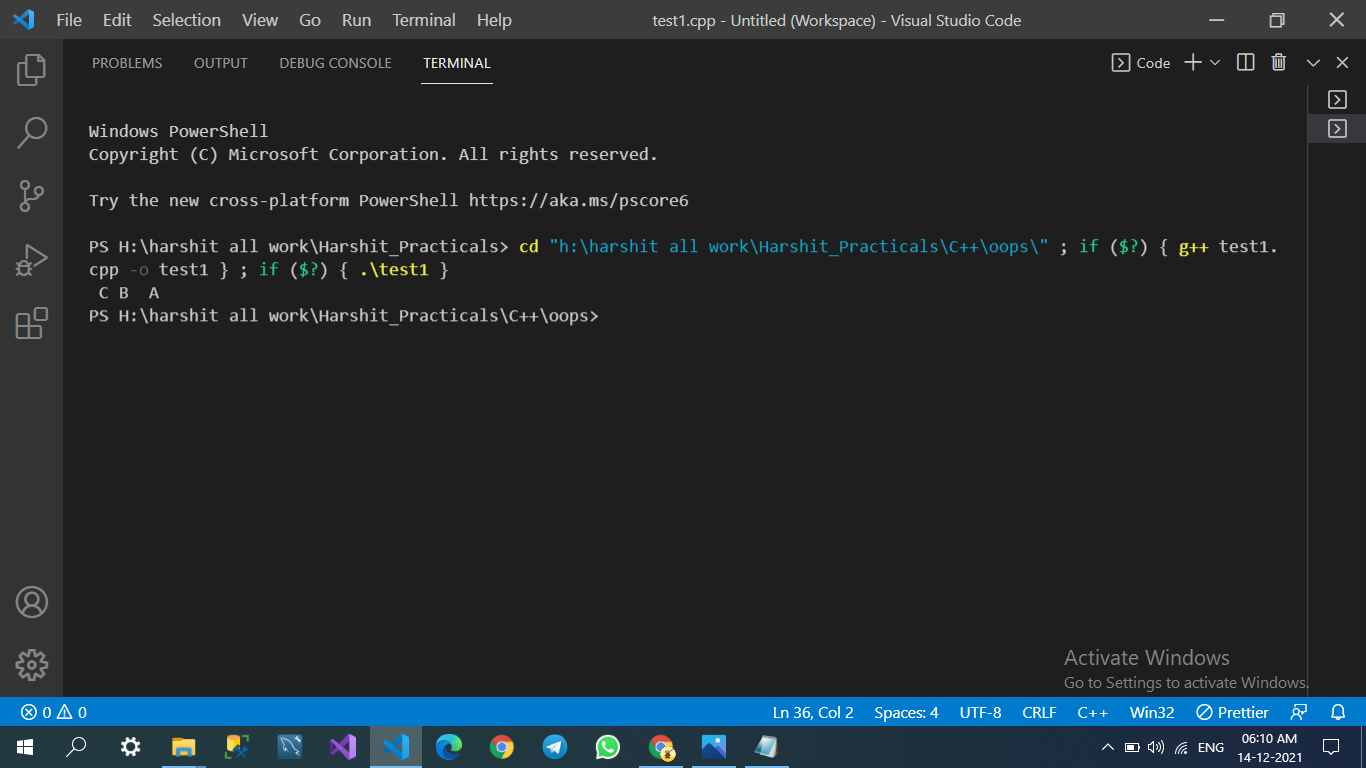 File Edit Selection View Go Run Terminal Help test1.cpp - Untitled (Workspace) - Visual Studio Code
PROBLEMS OUTPUT DEBUG CONSOLE TERMINAL Code
Windows PowerShell
Copyright (C) Microsoft Corporation. All rights reserved.
Try the new cross-platform PowerShell https://aka.ms/pscore6
PS H:\harshit all work\Harshit_Practicals> cd "h:\harshit all work\Harshit_Practicals\C++\oops\" ; if ($?) { g++ test1.
cpp -o test1 } ; if ($?) { .\test1 }
C B  A
PS H:\harshit all work\Harshit_Practicals\C++\oops>
Activate Windows
Go to Settings to activate Windows.
0 0 Ln 36, Col 2 Spaces: 4 UTF-8 CRLF C++ Win32 Prettier
ENG 06:10 AM
14-12-2021